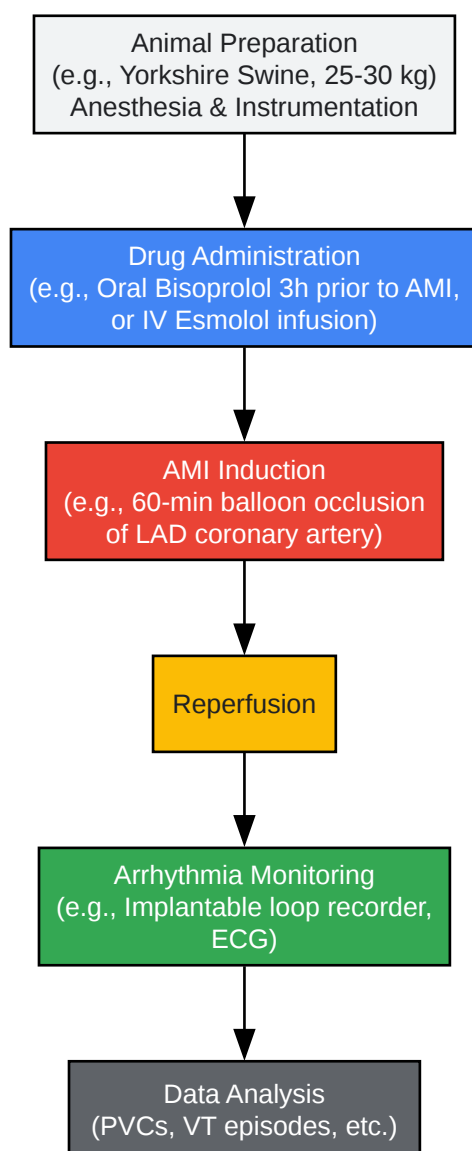 Animal Preparation
(e.g., Yorkshire Swine, 25-30 kg)
Anesthesia & Instrumentation
Drug Administration
(e.g., Oral Bisoprolol 3h prior to AMI,
or IV Esmolol infusion)
AMI Induction
(e.g., 60-min balloon occlusion
of LAD coronary artery)
Reperfusion
Arrhythmia Monitoring
(e.g., Implantable loop recorder,
ECG)
Data Analysis
(PVCs, VT episodes, etc.)